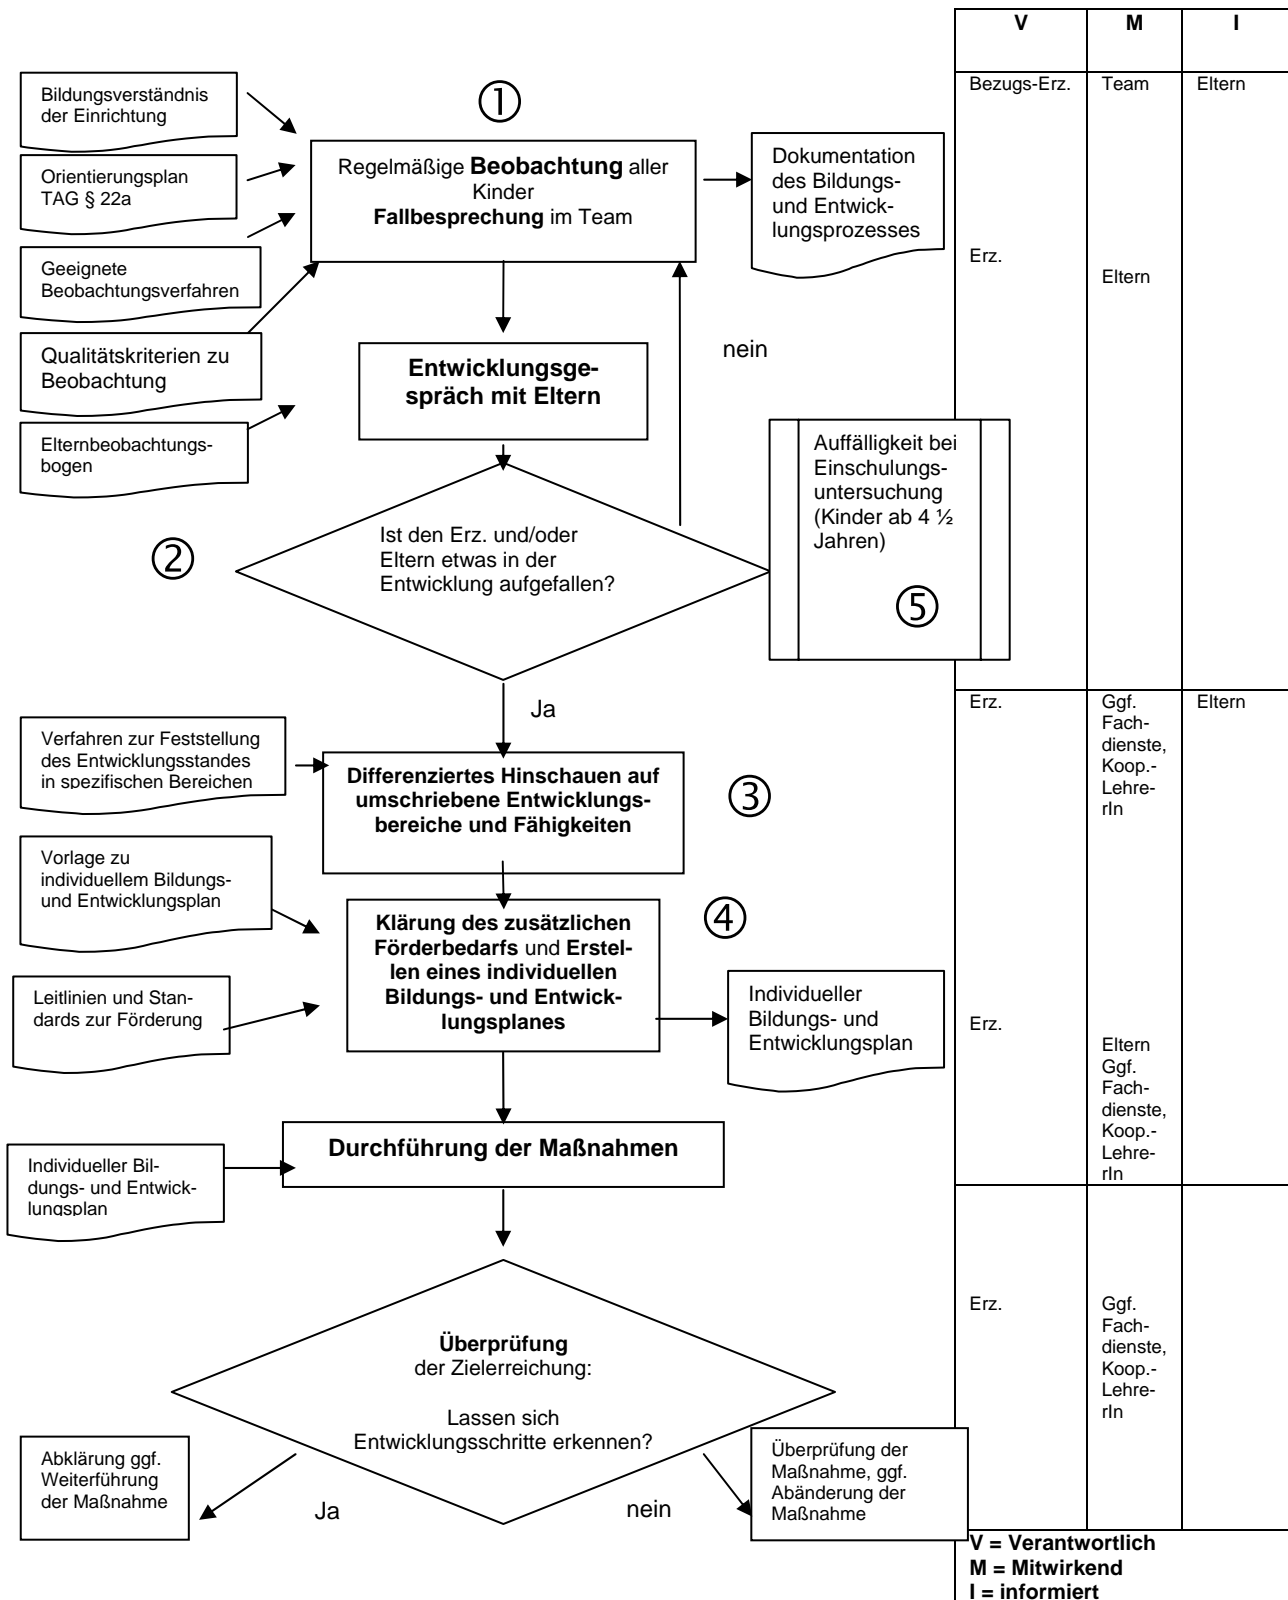 V M I
Bildungsverständnis
der Einrichtung
①
Bezugs-Erz. Team Eltern
Orientierungsplan
TAG § 22a
Regelmäßige Beobachtung aller
Kinder
Fallbesprechung im Team
Dokumentation
des Bildungs-
und Entwick-
lungsprozesses
Geeignete
Beobachtungsverfahren
Erz.
Eltern
Qualitätskriterien zu
Beobachtung
Entwicklungsge-
spräch mit Eltern
nein
Elternbeobachtungs-
bogen
Auffälligkeit bei
Einschulungs-
untersuchung
(Kinder ab 4 ½
Jahren)
⑤
②
Ist den Erz. und/oder
Eltern etwas in der
Entwicklung aufgefallen?
Ja
Erz.
Ggf.
Fach-
dienste,
Koop.-
Lehre-
rIn
Eltern
Verfahren zur Feststellung
des Entwicklungsstandes
in spezifischen Bereichen
Differenziertes Hinschauen auf
umschriebene Entwicklungs-
bereiche und Fähigkeiten
③
Vorlage zu
individuellem Bildungs-
und Entwicklungsplan
④
Klärung des zusätzlichen
Förderbedarfs und Erstel-
len eines individuellen
Bildungs- und Entwick-
lungsplanes
Leitlinien und Stan-
dards zur Förderung
Individueller
Bildungs- und
Entwicklungsplan
Erz.
Eltern
Ggf.
Fach-
dienste,
Koop.-
Lehre-
rIn
Durchführung der Maßnahmen
Individueller Bil-
dungs- und Entwick-
lungsplan
Überprüfung
der Zielerreichung:
Lassen sich
Entwicklungsschritte erkennen?
Erz.
Ggf.
Fach-
dienste,
Koop.-
Lehre-
rIn
Abklärung ggf.
Weiterführung
der Maßnahme
Ja
nein
Überprüfung der
Maßnahme, ggf.
Abänderung der
Maßnahme
V = Verantwortlich
M = Mitwirkend
I = informiert